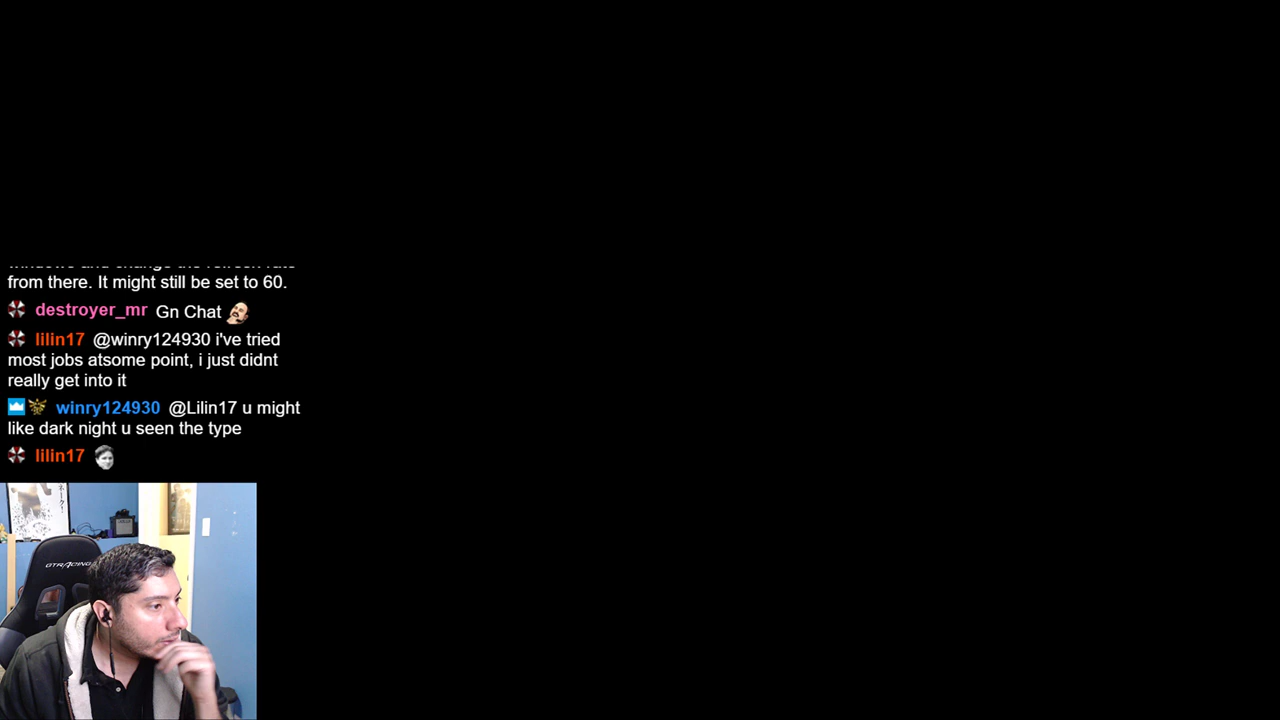 from there. It might still be set to 60.
destroyer_mr Gn Chat
lilin17 @winry124930 i've tried
most jobs atsome point, i just didnt
really get into it
winry124930 @Lilin17 u might
like dark night u seen the type
lilin17
GTRACING